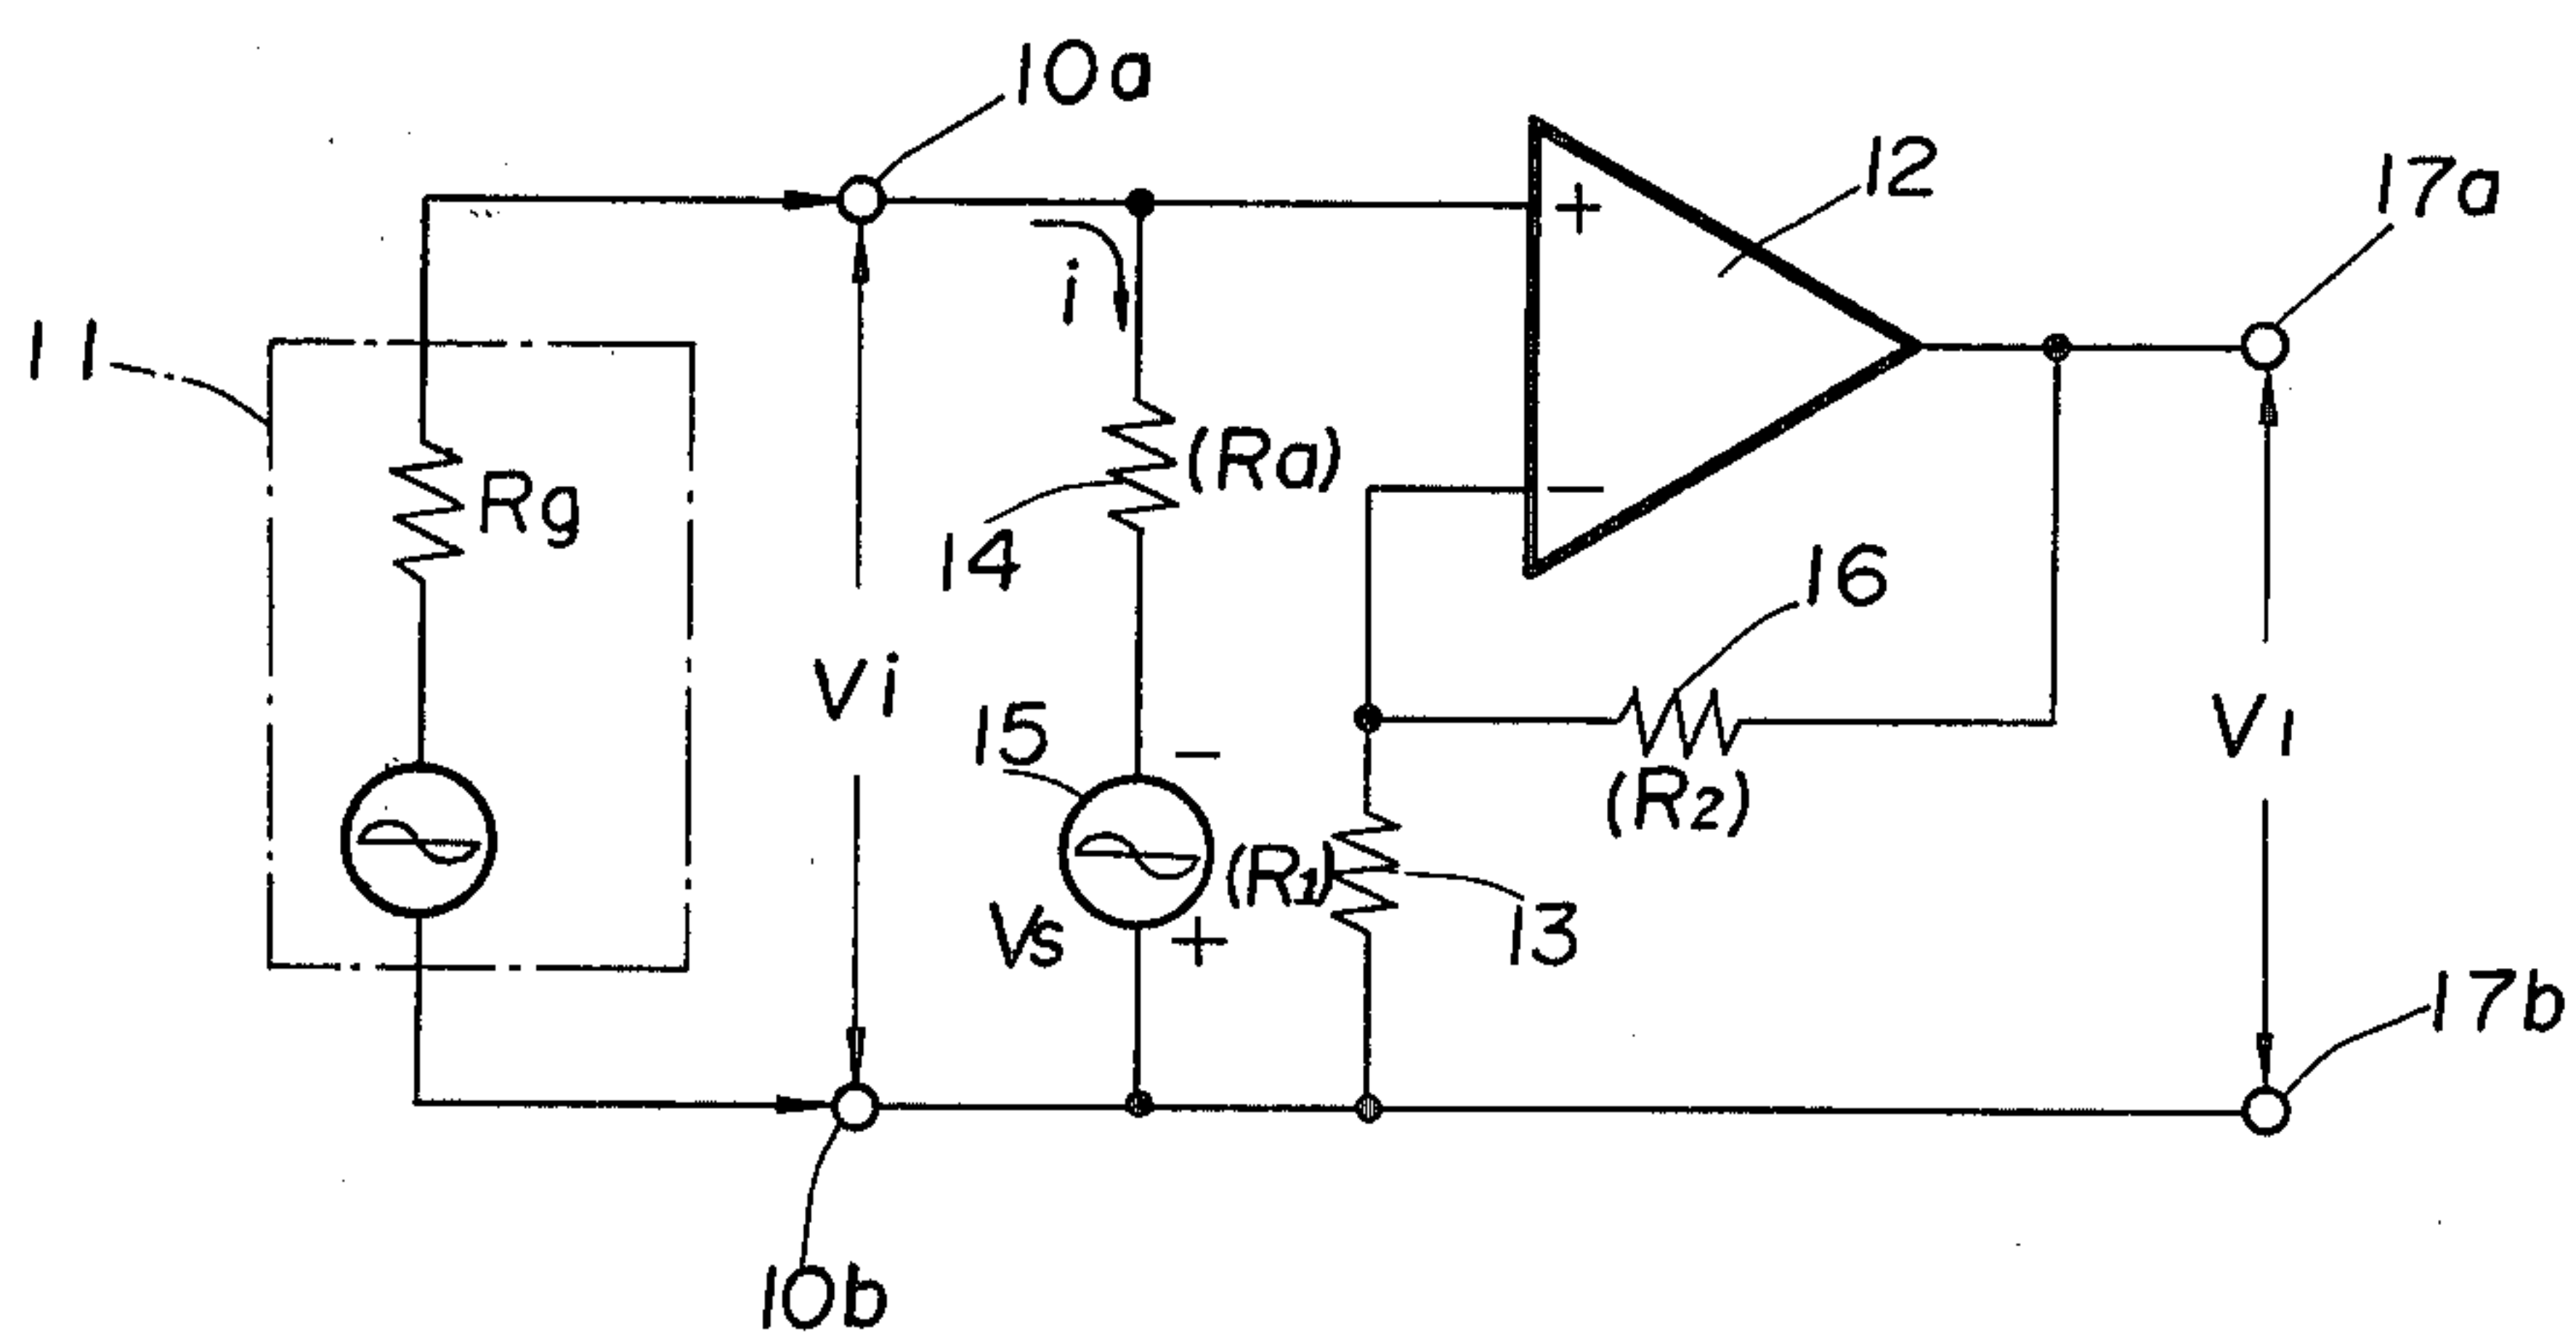 10a
12
17a
+
i
11
(Ra)
Rg
−
14
16
Vi
15
−
V1
(R2)
(R1)
Vs
+
13
17b
10b